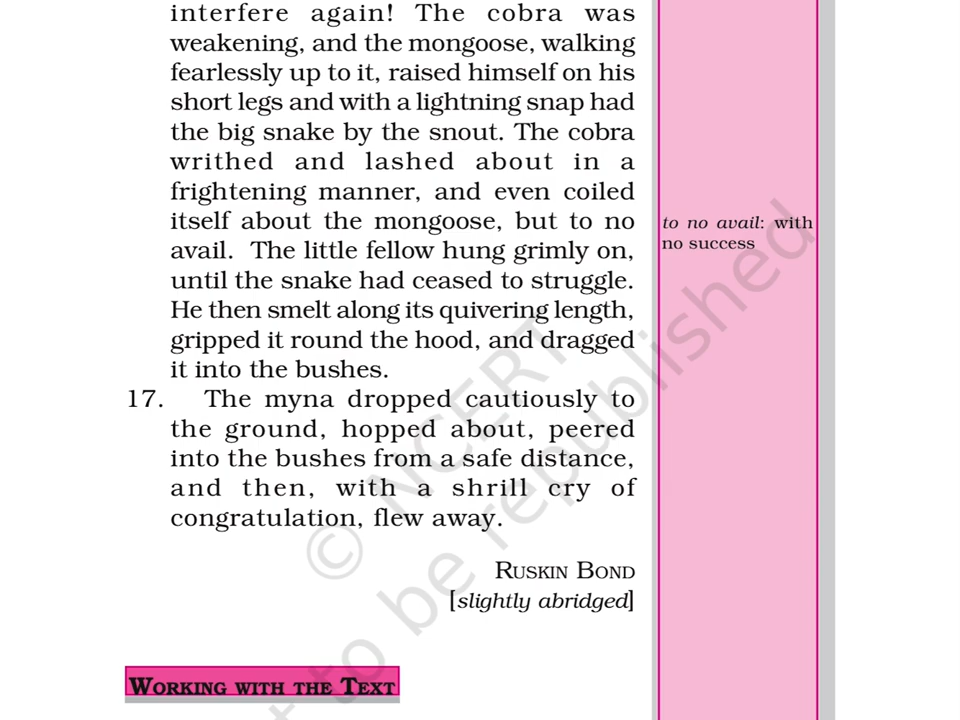 interfere again! The cobra was
weakening, and the mongoose, walking
fearlessly up to it, raised himself on his
short legs and with a lightning snap had
the big snake by the snout. The cobra
writhed and lashed about in a
frightening manner, and even coiled
itself about the mongoose, but to no
avail. The little fellow hung grimly on,
until the snake had ceased to struggle.
He then smelt along its quivering length,
gripped it round the hood, and dragged
it into the bushes.
17. The myna dropped cautiously to
the ground, hopped about, peered
into the bushes from a safe distance,
and then, with a shrill cry of
congratulation, flew away.
RUSKIN BOND
[slightly abridged]
to no avail: with
no success
WORKING WITH THE TEXT
© NCERT
to be republished